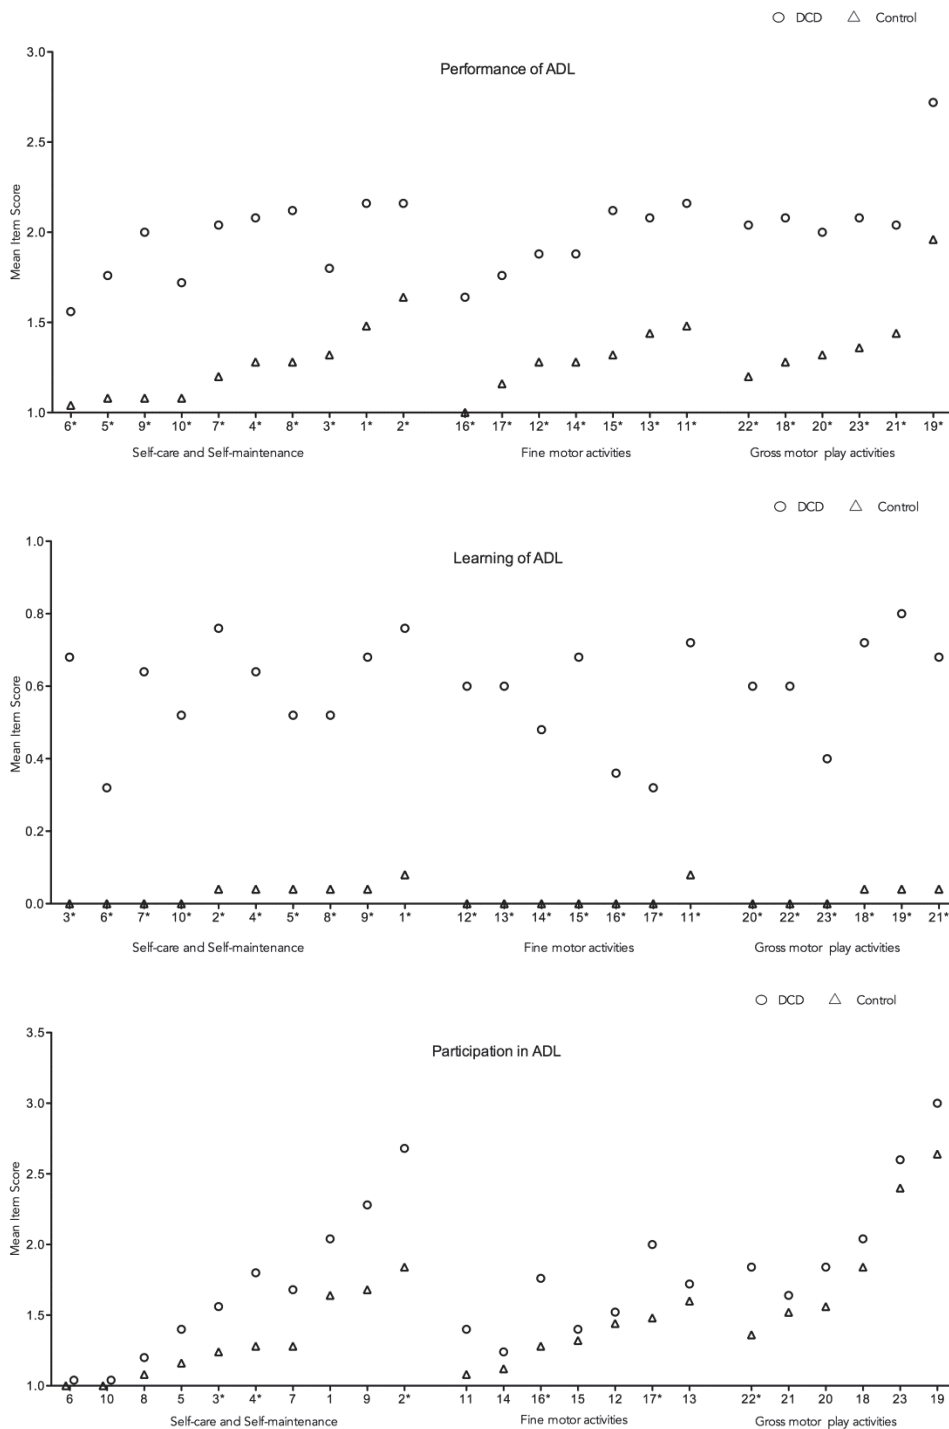 DCD Control
Performance of ADL
3.0
2.5
2.0
1.5
1.0
Mean Item Score
6* 5* 9* 10* 7* 4* 8* 3* 1* 2* 16* 17* 12* 14* 15* 13* 11* 22* 18* 20* 23* 21* 19*
Self-care and Self-maintenance Fine motor activities Gross motor play activities
DCD Control
Learning of ADL
1.0
0.8
0.6
0.4
0.2
0.0
Mean Item Score
3* 6* 7* 10* 2* 4* 5* 8* 9* 1* 12* 13* 14* 15* 16* 17* 11* 20* 22* 23* 18* 19* 21*
Self-care and Self-maintenance Fine motor activities Gross motor play activities
DCD Control
Participation in ADL
3.5
3.0
2.5
2.0
1.5
1.0
Mean Item Score
6 10 8 5 3* 4* 7 1 9 2* 11 14 16* 15 12 17* 13 22* 21 20 18 23 19
Self-care and Self-maintenance Fine motor activities Gross motor play activities